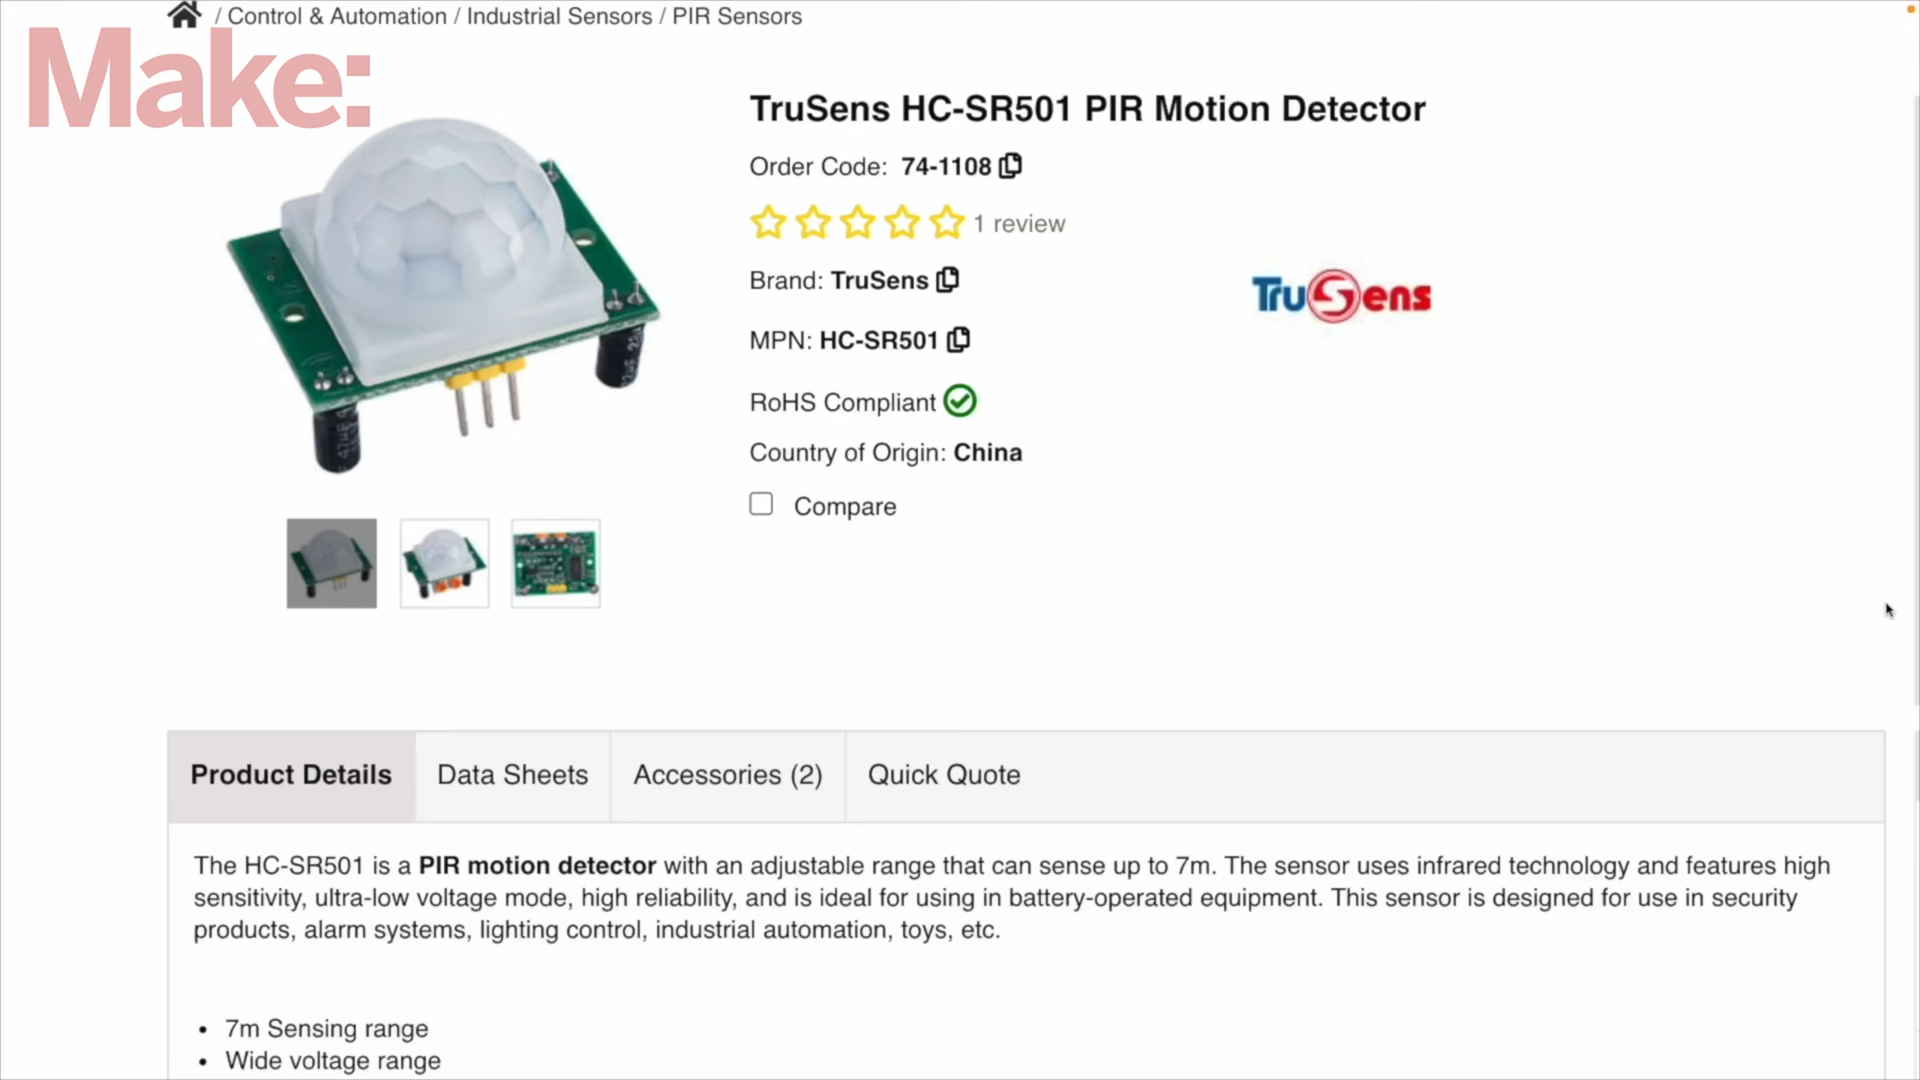 / Control & Automation / Industrial Sensors / PIR Sensors
Make:
TruSens HC-SR501 PIR Motion Detector
Order Code: 74-1108
1 review
Brand: TruSens
TruSens
MPN: HC-SR501
RoHS Compliant
Country of Origin: China
Compare
Product Details
Data Sheets
Accessories (2)
Quick Quote
The HC-SR501 is a PIR motion detector with an adjustable range that can sense up to 7m. The sensor uses infrared technology and features high
sensitivity, ultra-low voltage mode, high reliability, and is ideal for using in battery-operated equipment. This sensor is designed for use in security
products, alarm systems, lighting control, industrial automation, toys, etc.
• 7m Sensing range
• Wide voltage range